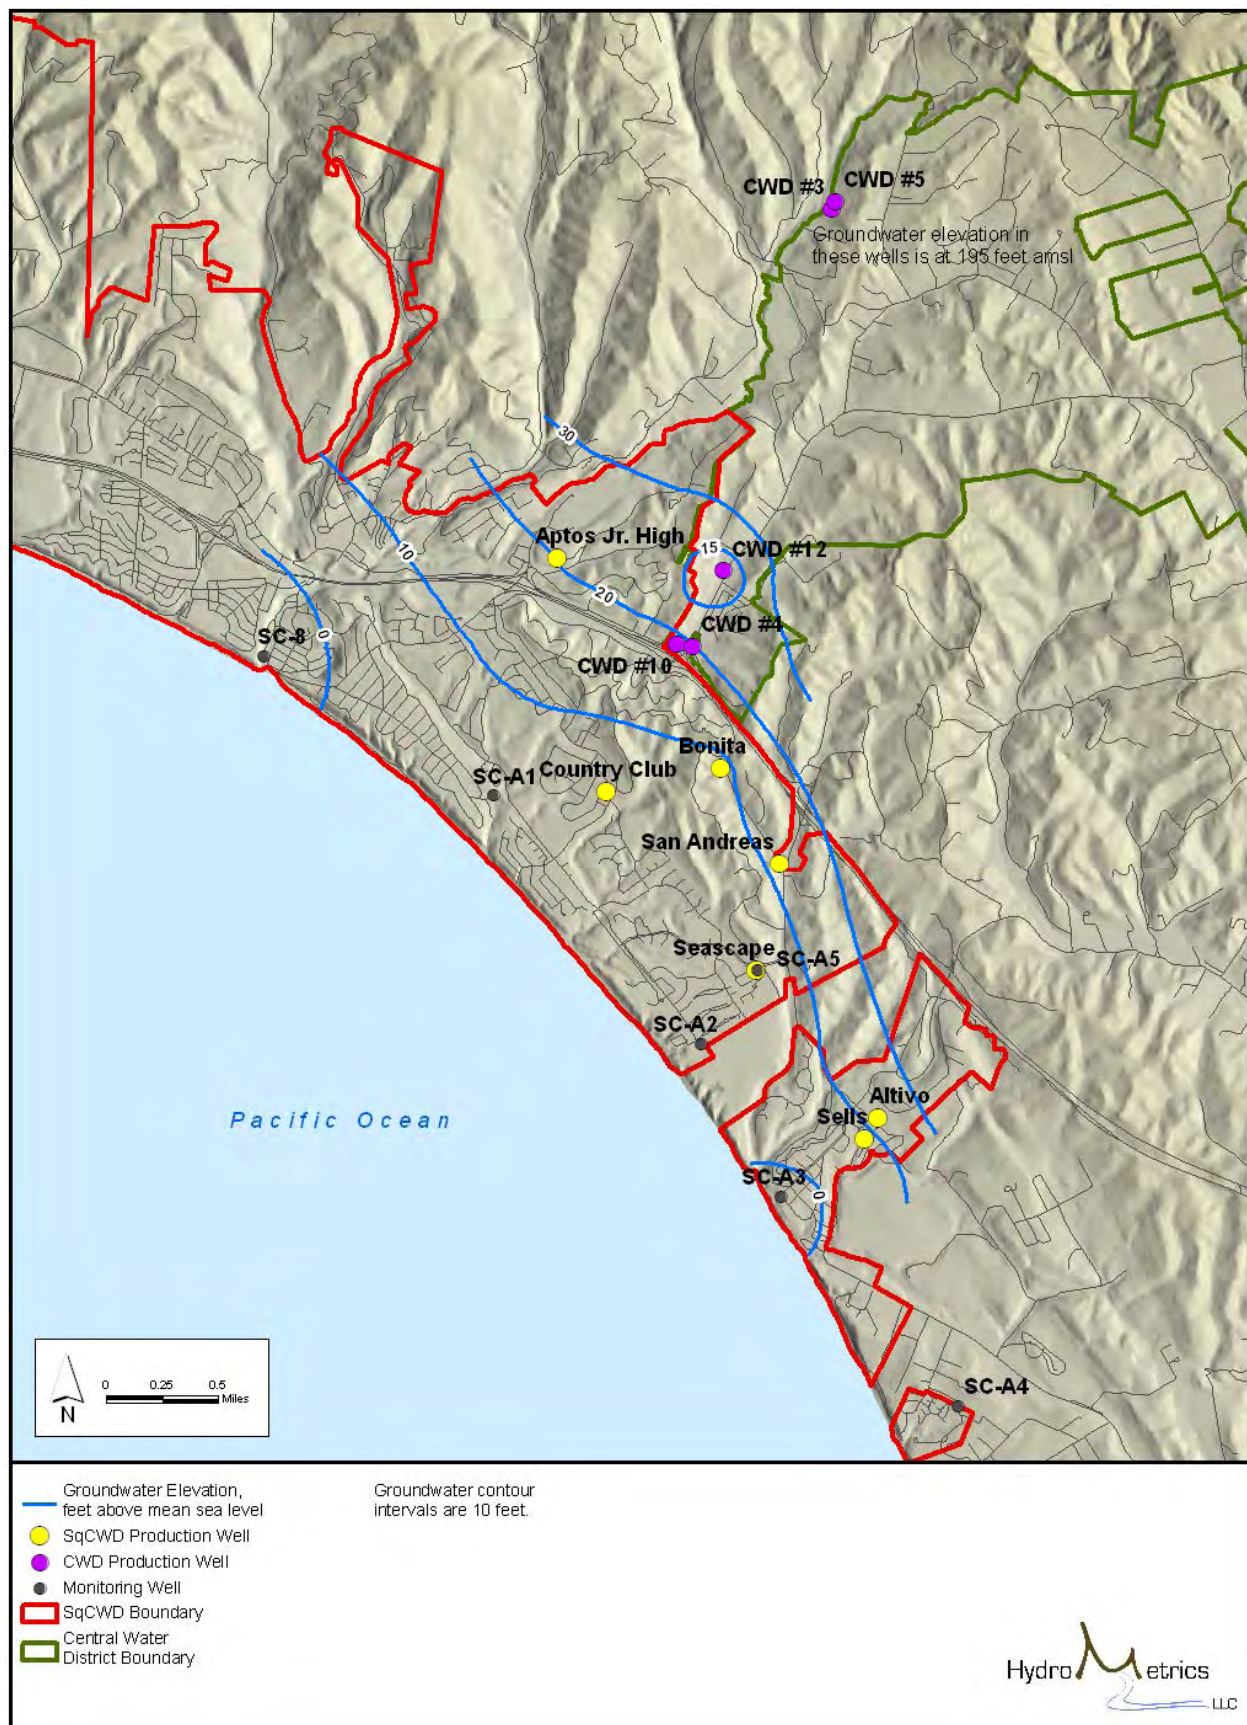 CWD #3
CWD #5
Groundwater elevation in
these wells is at 195 feet amsl
30
10
Aptos Jr. High
15
CWD #12
20
0
SC-8
CWD #4
CWD #10
Bonita
SC-A1
Country Club
San Andreas
Seascape
SC-A5
SC-A2
Altivo
Sells
Pacific Ocean
SC-A3
0
SC-A4
N
0 0.25 0.5
Miles
Groundwater Elevation,
feet above mean sea level
SqCWD Production Well
CWD Production Well
Monitoring Well
SqCWD Boundary
Central Water
District Boundary
Groundwater contour
intervals are 10 feet.
HydroMetrics
LLC